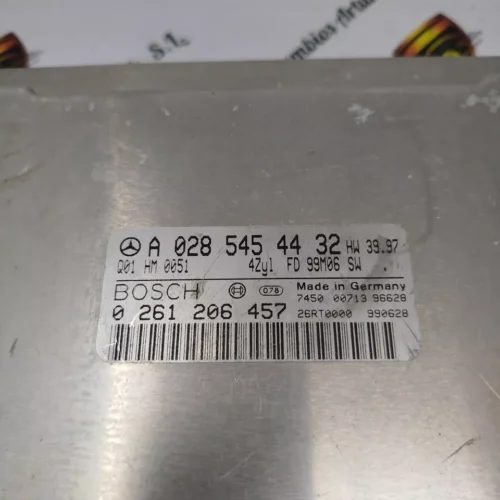 S.L.
A 028 545 44 32 HW 39.97
Q01 HM 0051 4Zyl FD 99M06 SW
BOSCH 078 Made in Germany
7450 00713 96628
0 261 206 457 26RT0000 990628